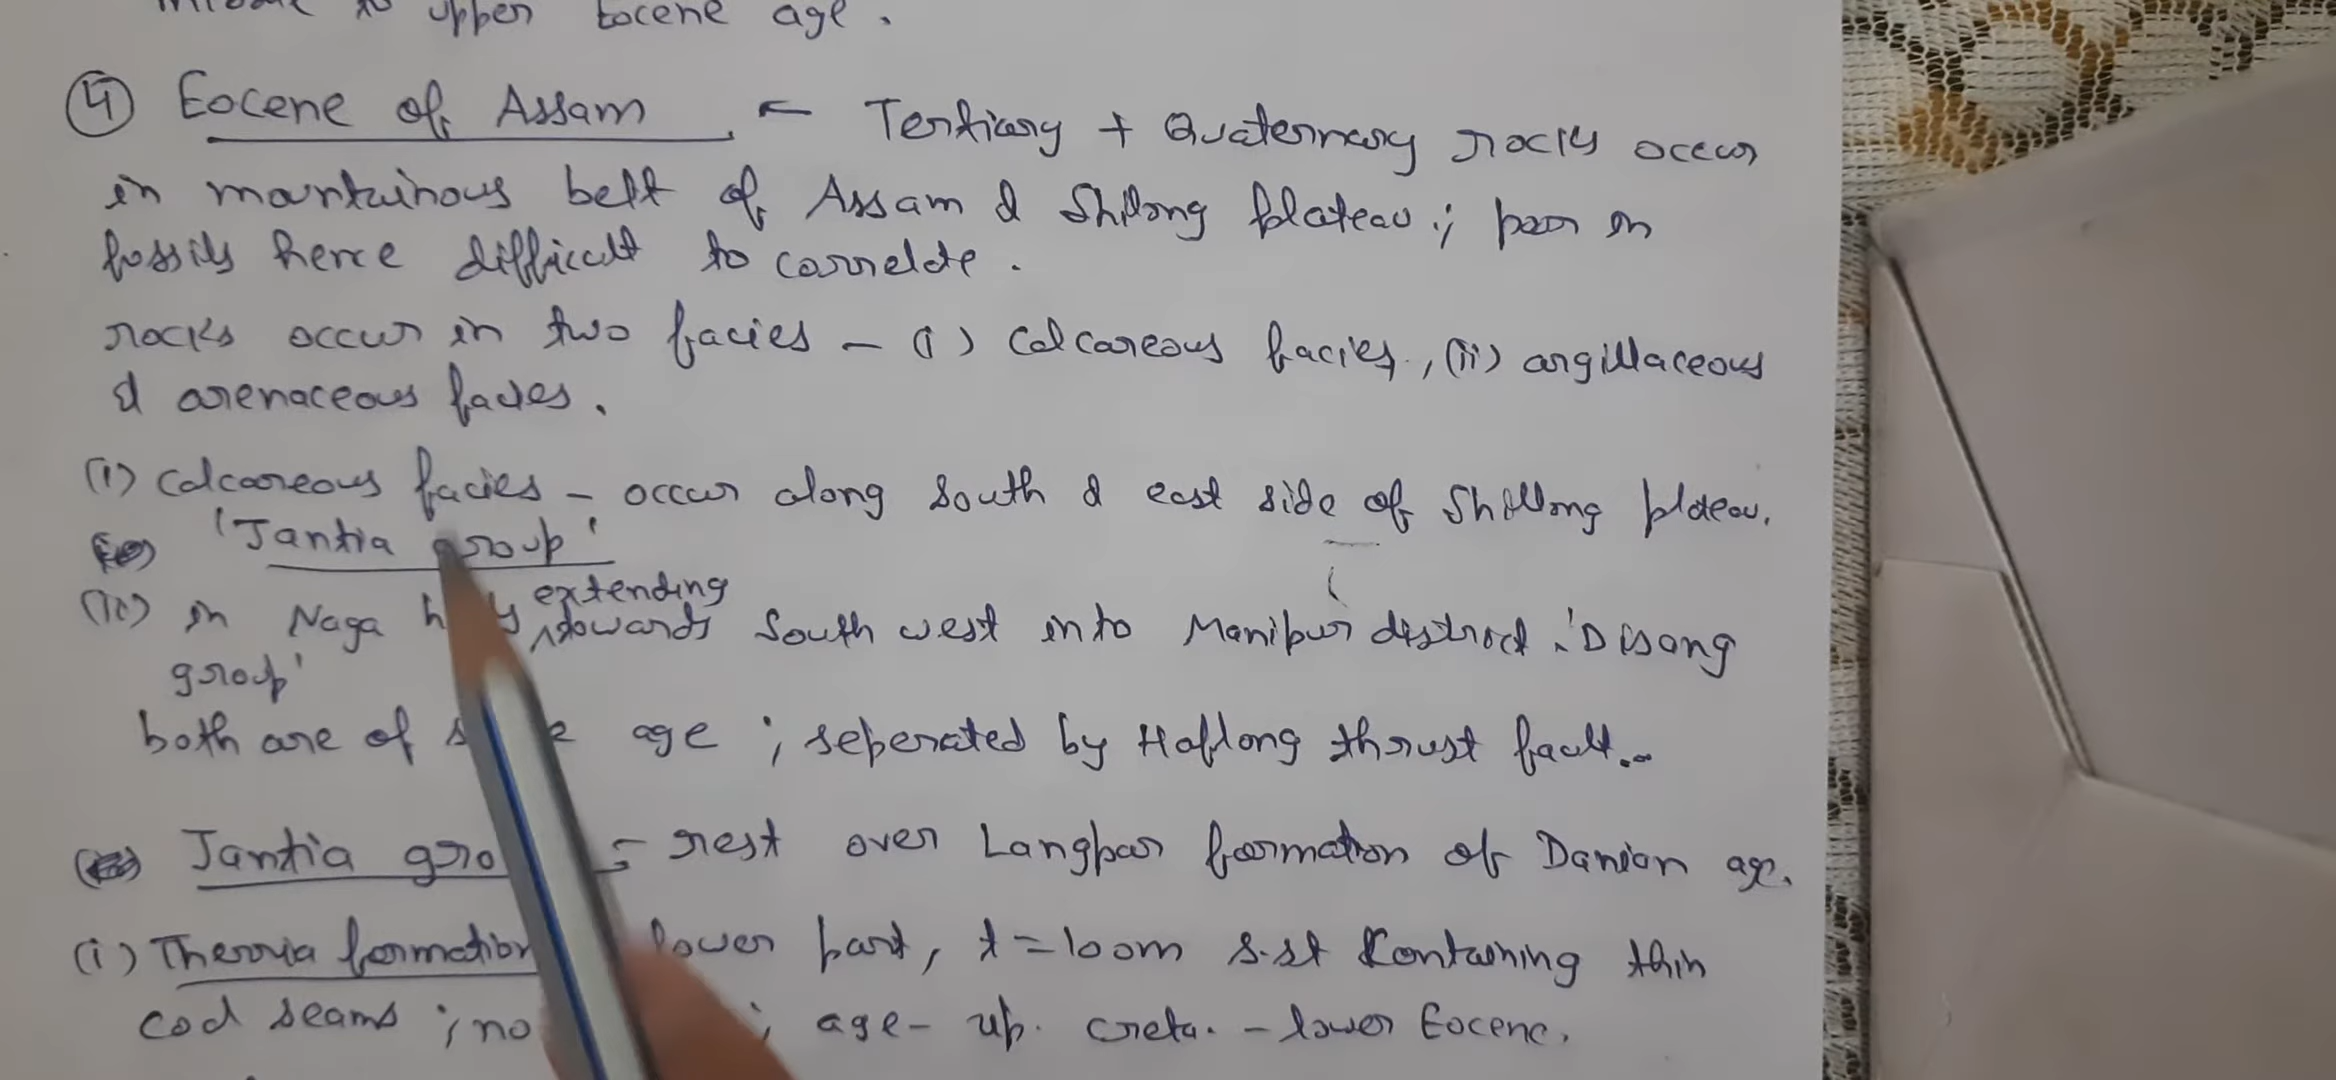 to upper Eocene age.
④ Eocene of Assam :- Tertiary + Quaternary rocks occur
in mountainous belt of Assam & Shilong plateau; poor in
fossils hence difficult to correlate.
rocks occur in two facies - (i) calcareous facies, (ii) argillaceous
& arenaceous facies.
(i) calcareous facies - occur along south & east side of Shillong plateau.
'Jantia group'
extending
(ii) in Naga towards south west into Manipur district. 'Disang
group'
both are of age ; seperated by Haflong thrust fault.
Jantia :- rest over Langpar formation of Danian age.
(i) Therria formation lower part, t=100m s.st containing thin
coal seams ; no ; age - up. creta. - lower Eocene.